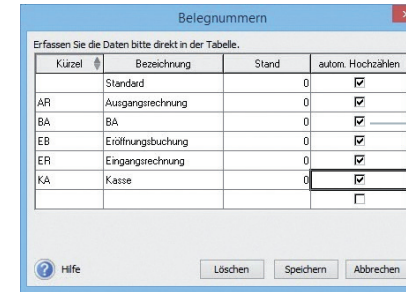 Belegnummern
Erfassen Sie die Daten bitte direkt in der Tabelle.
Kürzel Bezeichnung Stand autom. Hochzählen
Standard 0
AR Ausgangsrechnung 0
BA BA 0
EB Eröffnungsbuchung 0
ER Eingangsrechnung 0
KA Kasse 0
? Hilfe Löschen Speichern Abbrechen